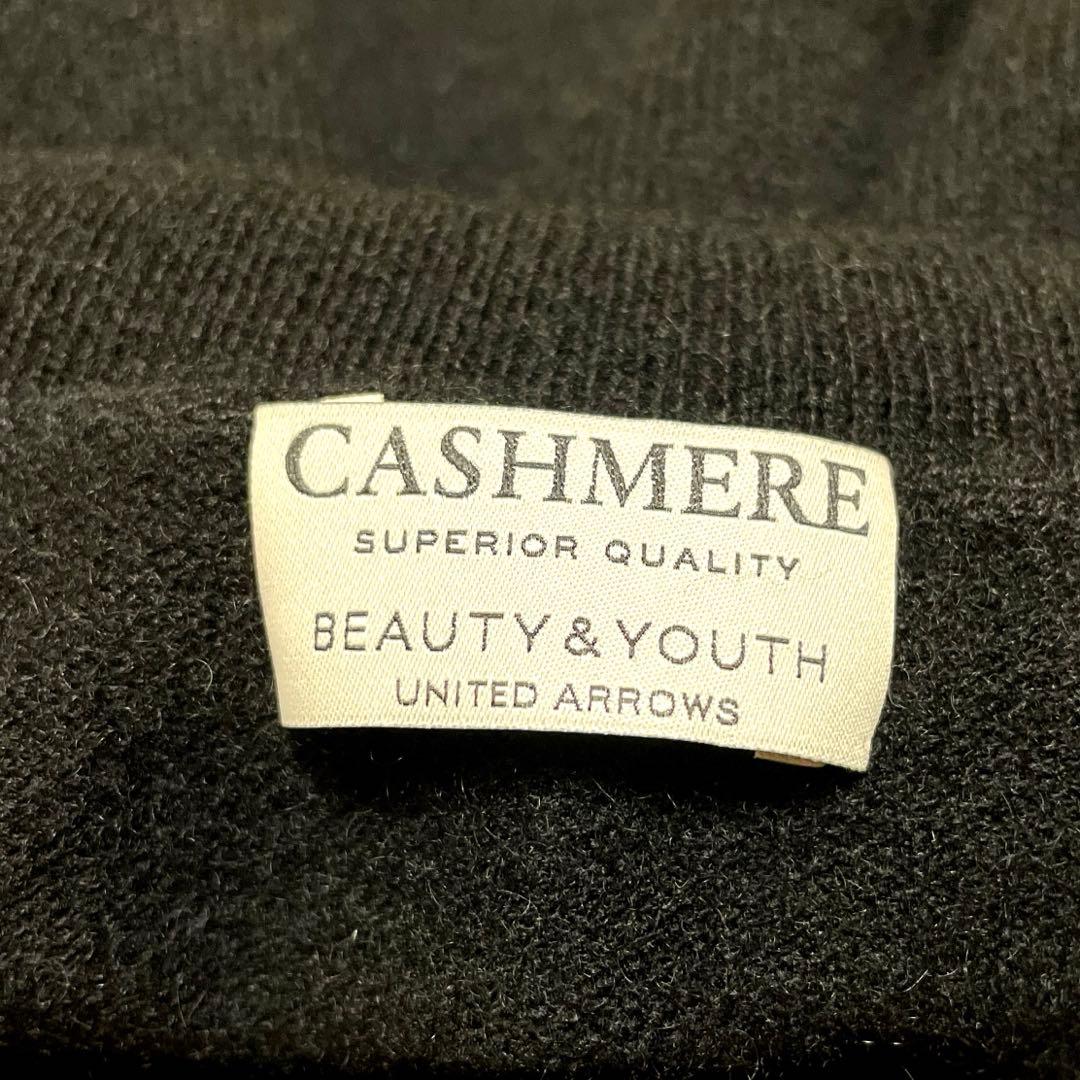 CASHMERE
SUPERIOR QUALITY
BEAUTY & YOUTH
UNITED ARROWS